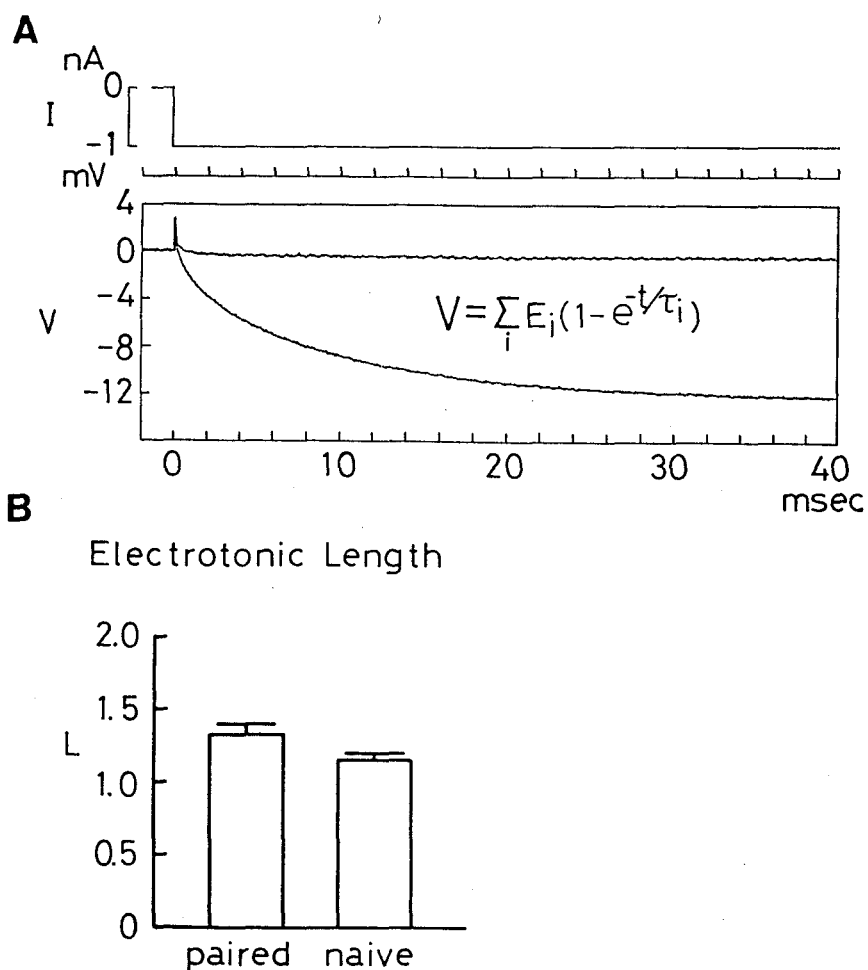 A
nA
0
I
-1
mV
4
0
-4
V
-8
-12
V=∑ᵢEᵢ(1-e^-t/τᵢ)
0 10 20 30 40
msec
B
Electrotonic Length
2.0
1.5
L
1.0
0.5
0
paired naive